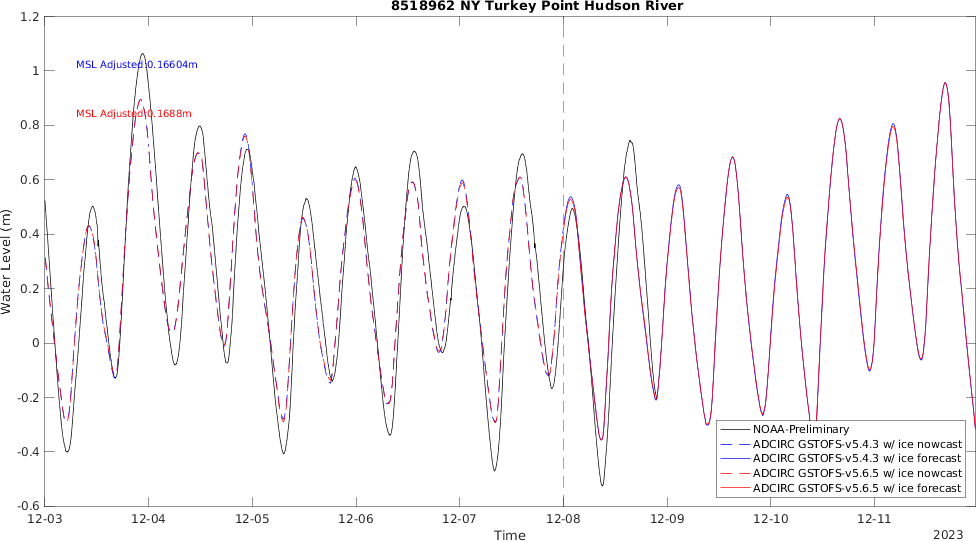 8518962 NY Turkey Point Hudson River
1.2
1
0.8
0.6
0.4
0.2
0
-0.2
-0.4
-0.6
Water Level (m)
MSL Adjusted:0.16604m
MSL Adjusted:0.1688m
NOAA-Preliminary
ADCIRC GSTOFS-v5.4.3 w/ ice nowcast
ADCIRC GSTOFS-v5.4.3 w/ ice forecast
ADCIRC GSTOFS-v5.6.5 w/ ice nowcast
ADCIRC GSTOFS-v5.6.5 w/ ice forecast
12-03 12-04 12-05 12-06 12-07 12-08 12-09 12-10 12-11
Time
2023